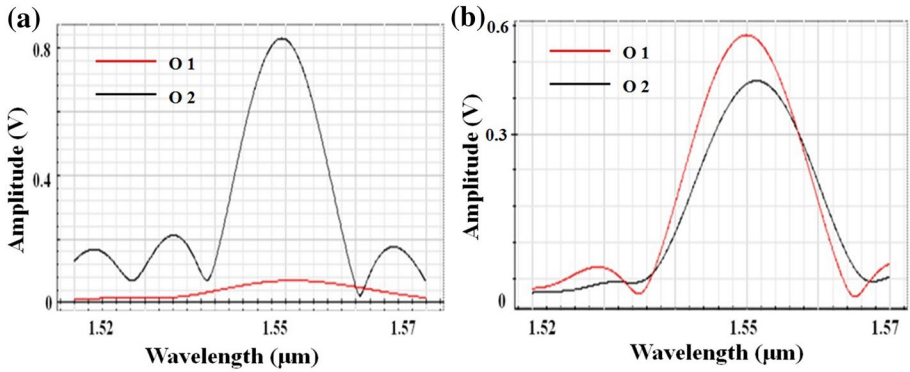 (a)
0.8
0.4
0
O 1
O 2
Amplitude (V)
1.52
1.55
1.57
Wavelength (μm)
(b)
0.6
0.3
0
O 1
O 2
Amplitude (V)
1.52
1.55
1.57
Wavelength (μm)